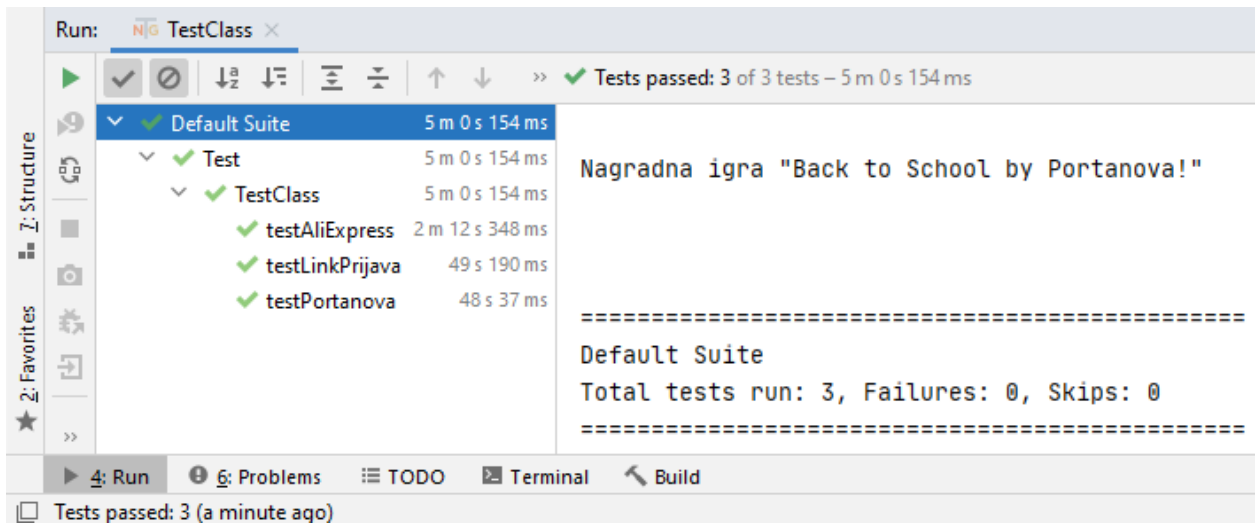 Run: NG TestClass
Tests passed: 3 of 3 tests – 5 m 0 s 154 ms
Default Suite 5 m 0 s 154 ms
Test 5 m 0 s 154 ms
TestClass 5 m 0 s 154 ms
testAliExpress 2 m 12 s 348 ms
testLinkPrijava 49 s 190 ms
testPortanova 48 s 37 ms
Nagradna igra "Back to School by Portanova!"
===============================================
Default Suite
Total tests run: 3, Failures: 0, Skips: 0
===============================================
7: Structure
2: Favorites
4: Run 6: Problems TODO Terminal Build
Tests passed: 3 (a minute ago)